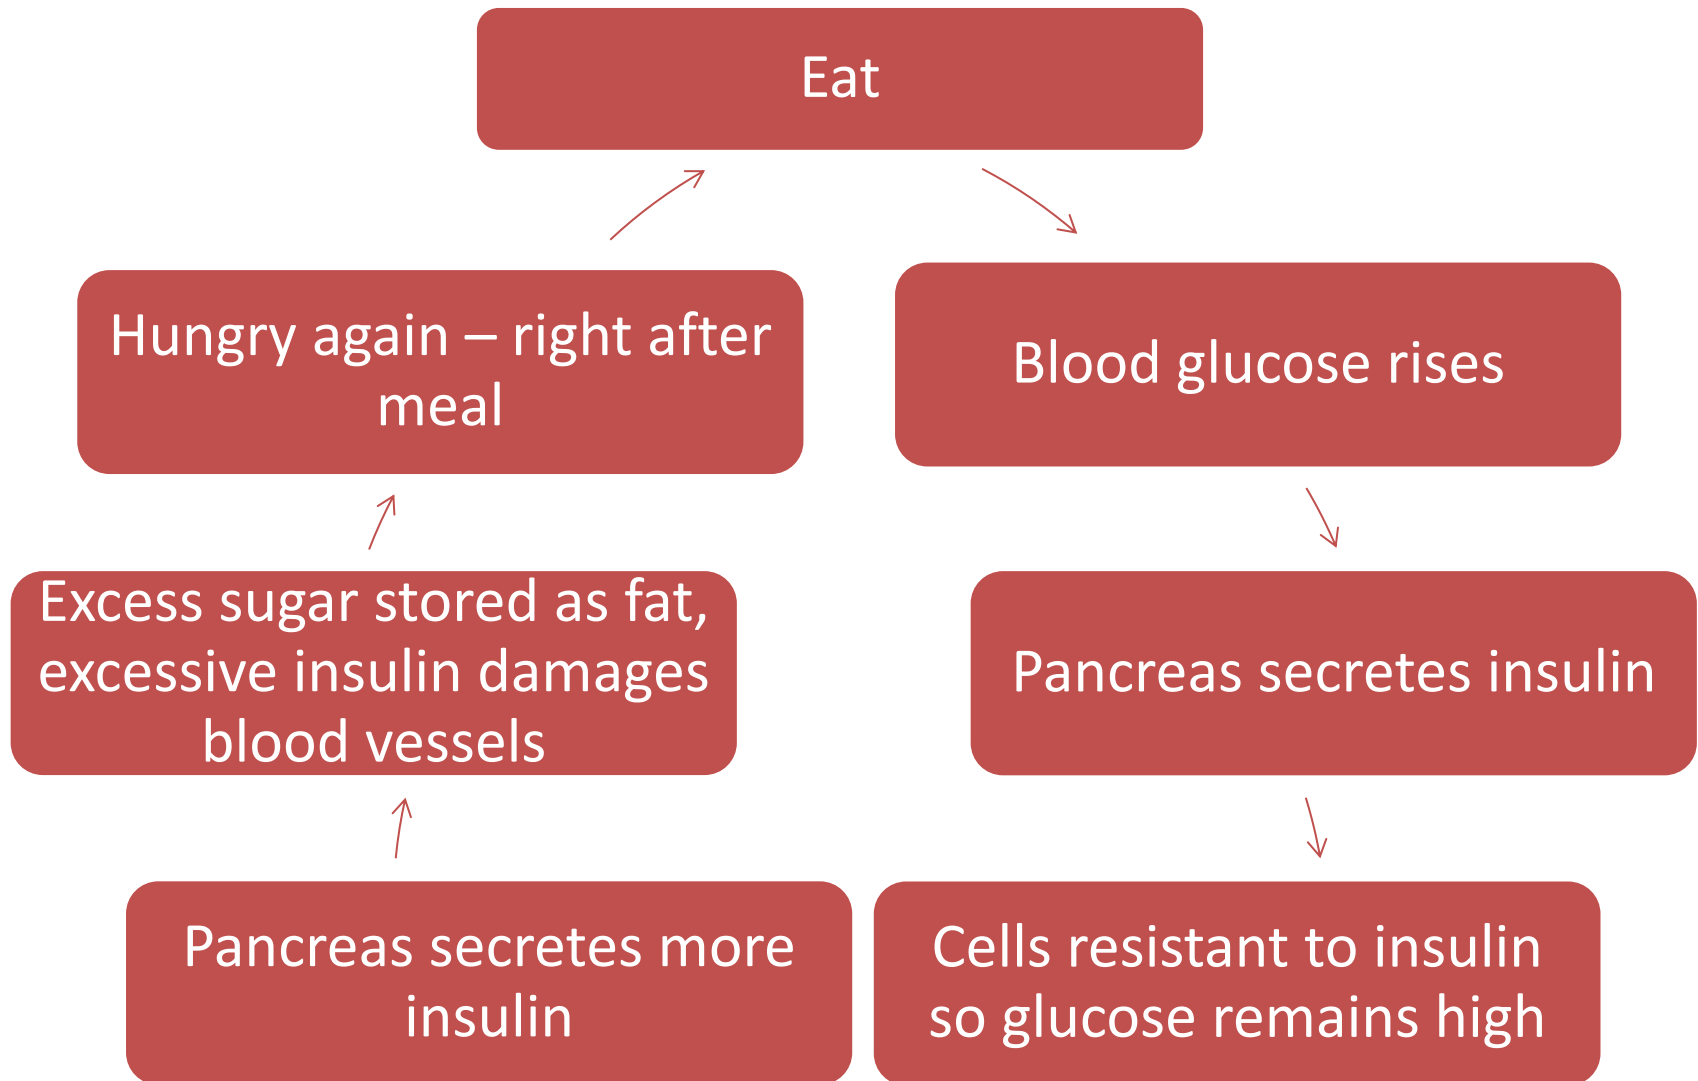 Eat
Blood glucose rises
Pancreas secretes insulin
Cells resistant to insulin
so glucose remains high
Pancreas secretes more
insulin
Excess sugar stored as fat,
excessive insulin damages
blood vessels
Hungry again – right after
meal